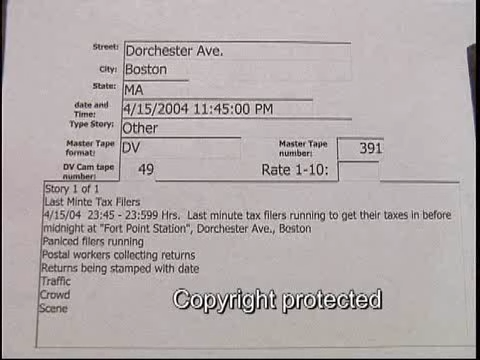 Street: Dorchester Ave.
City: Boston
State: MA
date and Time: 4/15/2004 11:45:00 PM
Type Story: Other
Master Tape format: DV Master Tape number: 391
DV Cam tape number: 49 Rate 1-10:
Story 1 of 1
Last Minte Tax Filers
4/15/04 23:45 - 23:599 Hrs. Last minute tax filers running to get their taxes in before
midnight at "Fort Point Station", Dorchester Ave., Boston
Paniced filers running
Postal workers collecting returns
Returns being stamped with date
Traffic
Crowd
Scene
Copyright protected